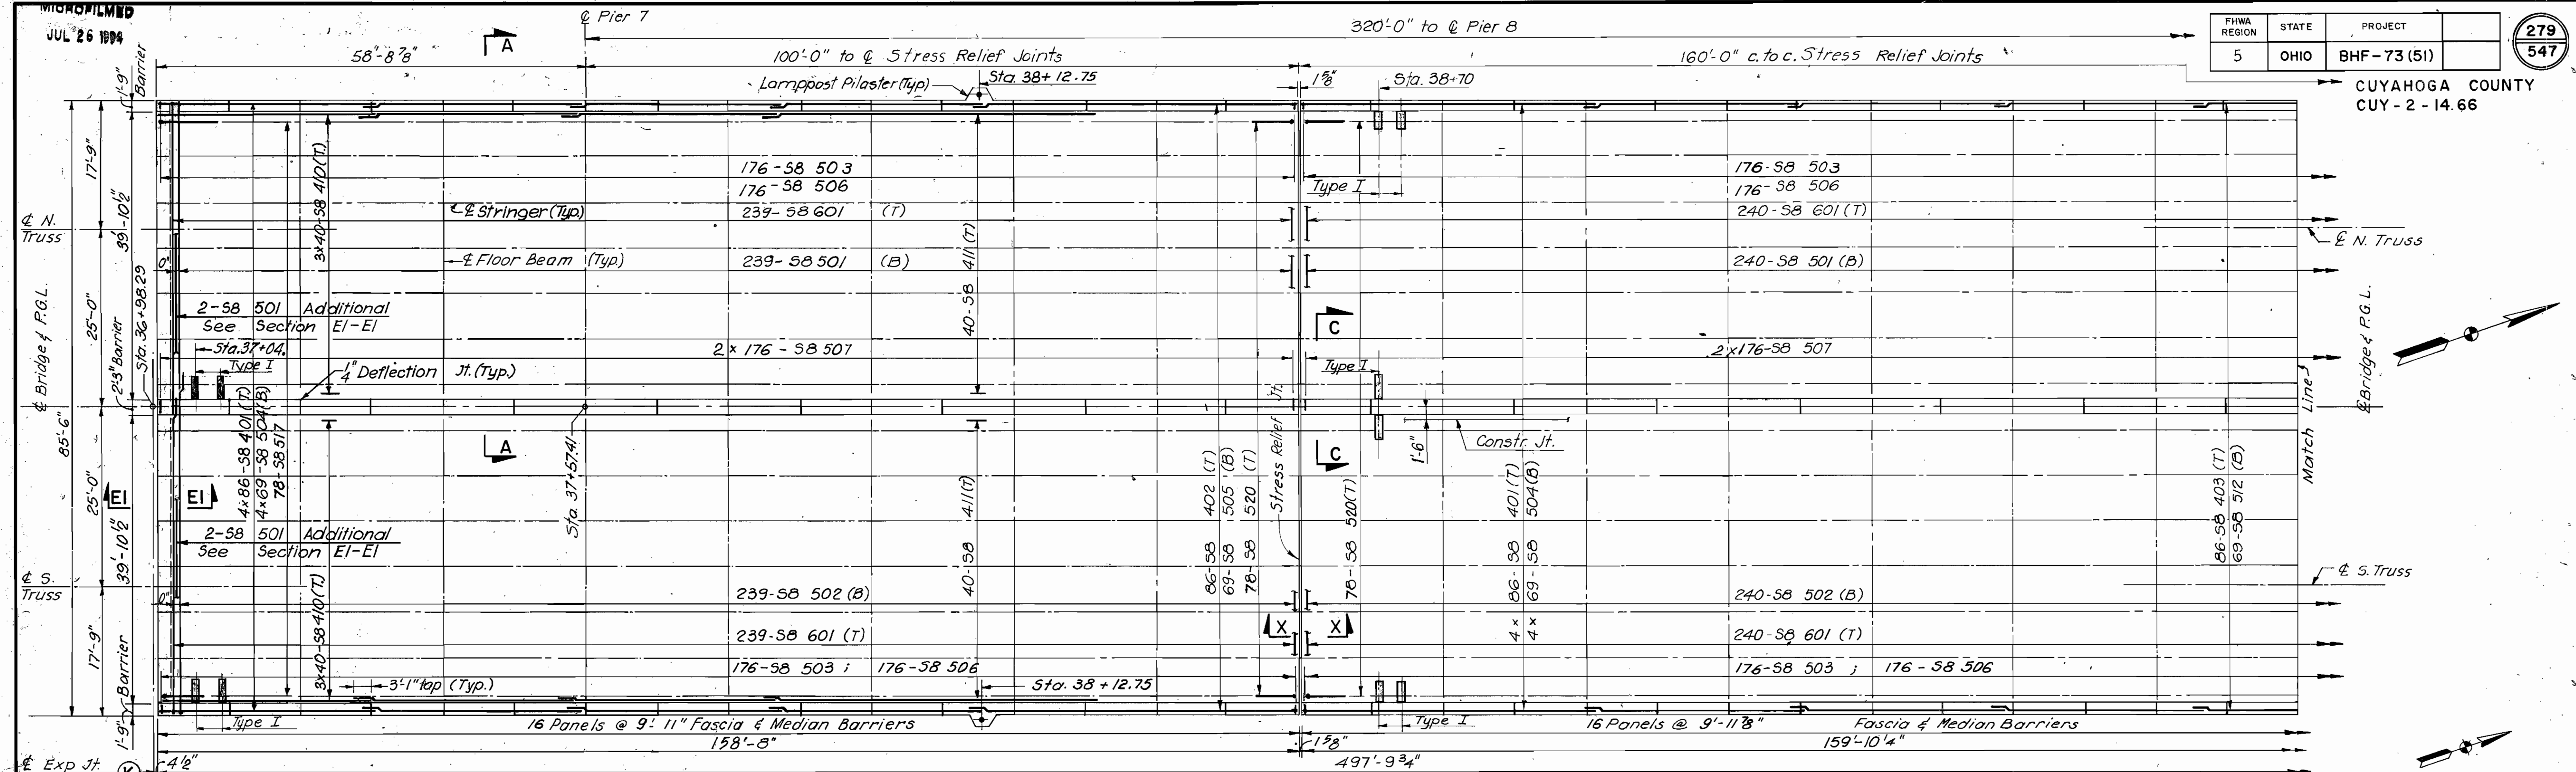 MICROFILMED
JUL 26 1994
℄ Pier 7
320'-0" to ℄ Pier 8
FHWA REGION STATE PROJECT
5 OHIO BHF-73(51)
279
547
CUYAHOGA COUNTY
CUY-2-14.66
58'-8⅞"
A
100'-0" to ℄ Stress Relief Joints
160'-0" c. to c. Stress Relief Joints
1'-9" Barrier
Lamppost Pilaster (Typ)
Sta. 38+12.75
1⅝"
Sta. 38+70
17'-9"
39'-10½"
3x40-S8 410(T)
176-S8 503
176-S8 506
Type I
176-S8 503
176-S8 506
℄ Stringer (Typ.)
239-S8 601 (T)
240-S8 601 (T)
℄ N. Truss
℄ N. Truss
40-S8 411(T)
℄ Floor Beam (Typ.)
239-S8 501 (B)
240-S8 501 (B)
0"
25'-0"
Sta. 36+98.29
2-S8 501 Additional
See Section E1-E1
C
℄ Bridge & P.G.L.
℄ Bridge & P.G.L.
2'-3" Barrier
Sta. 37+04.
Type I
2 x 176-S8 507
Type I
2x176-S8 507
¼" Deflection Jt. (Typ.)
85'-6"
A
Sta. 37+57.41
C
1'-6"
Constr. Jt.
Match Line
4x86-S8 401(T)
4x69-S8 504(B)
78-S8 517
Stress Relief Jt.
25'-0"
E1
E1
39'-10½"
2-S8 501 Additional
See Section E1-E1
40-S8 411(T)
86-S8 402 (T)
69-S8 505 (B)
78-S8 520 (T)
78-S8 520(T)
4 x 86-S8 401(T)
4 x 69-S8 504(B)
86-S8 403 (T)
69-S8 512 (B)
℄ S. Truss
℄ S. Truss
0"
239-S8 502 (B)
240-S8 502 (B)
3x40-S8 410(T)
239-S8 601 (T)
X
X
240-S8 601 (T)
17'-9"
176-S8 503 ; 176-S8 506
176-S8 503 ; 176-S8 506
3'-1" lap (Typ.)
Sta. 38+12.75
1'-9" Barrier
Type I
16 Panels @ 9'-11" Fascia & Median Barriers
Type I
16 Panels @ 9'-11⅞" Fascia & Median Barriers
158'-8"
1⅝"
159'-10¼"
℄ Exp Jt.
4½"
497'-9¾"